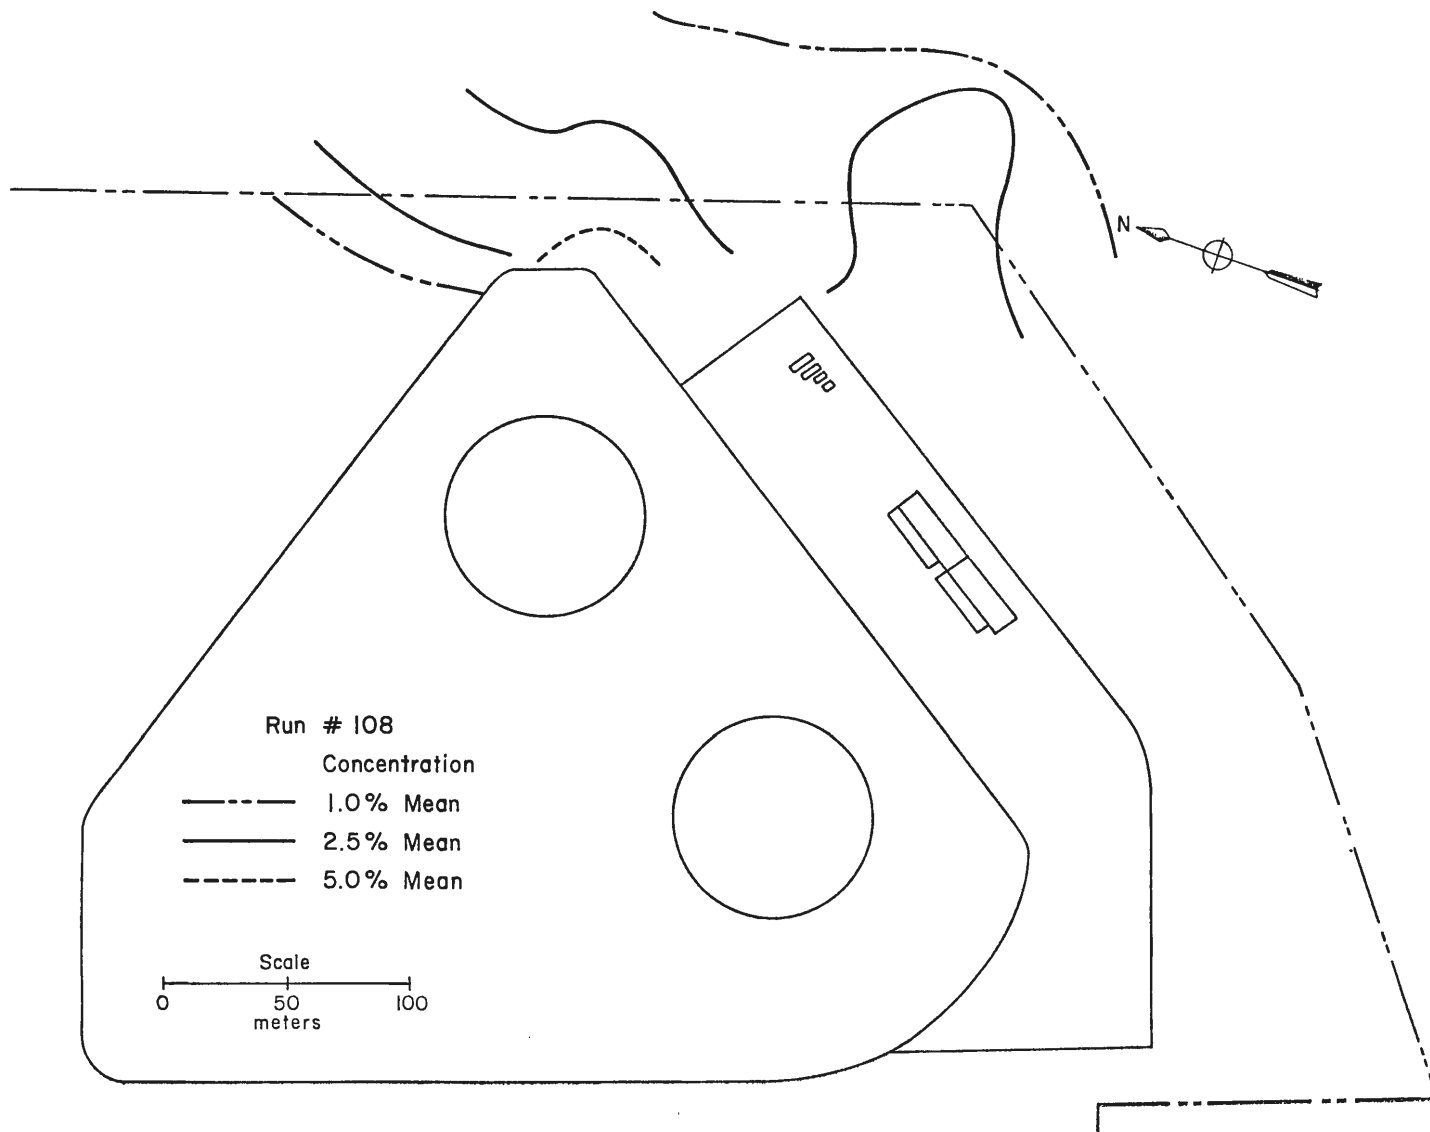 N
Run # 108
Concentration
1.0% Mean
2.5% Mean
5.0% Mean
Scale
0 50 100
meters